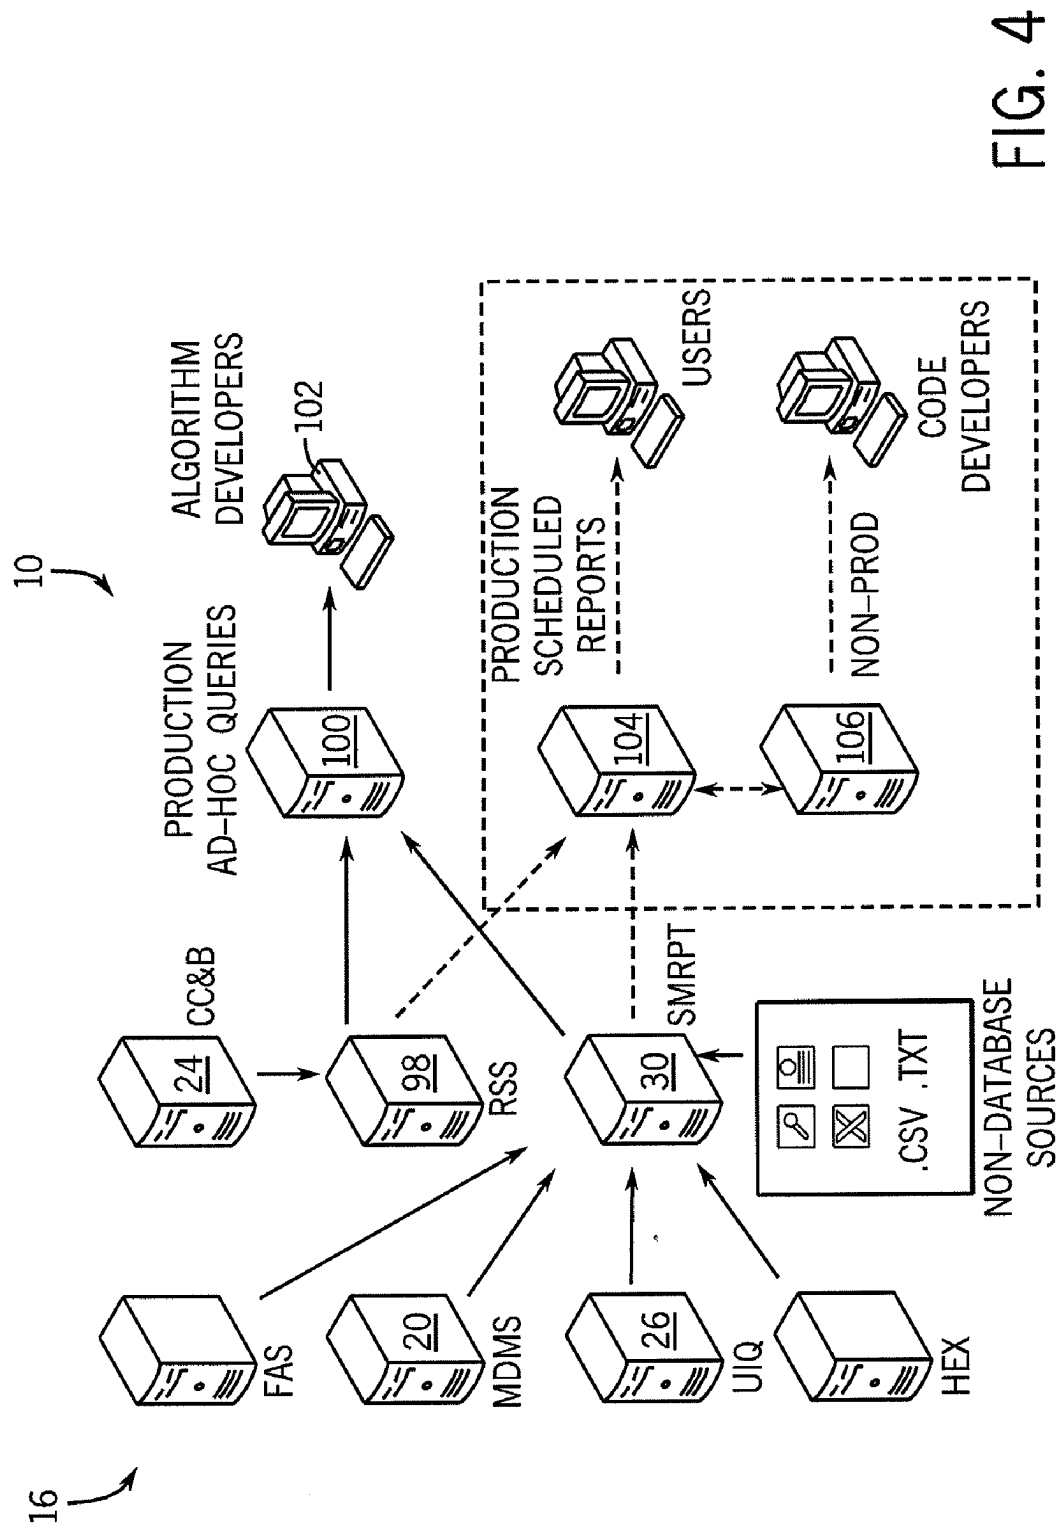 16
10
FAS
20
MDMS
26
UIQ
HEX
24
CC&B
98
RSS
30
SMRPT
.CSV .TXT
NON-DATABASE
SOURCES
PRODUCTION
AD-HOC QUERIES
100
ALGORITHM
DEVELOPERS
102
104
PRODUCTION
SCHEDULED
REPORTS
USERS
106
NON-PROD
CODE
DEVELOPERS
FIG. 4